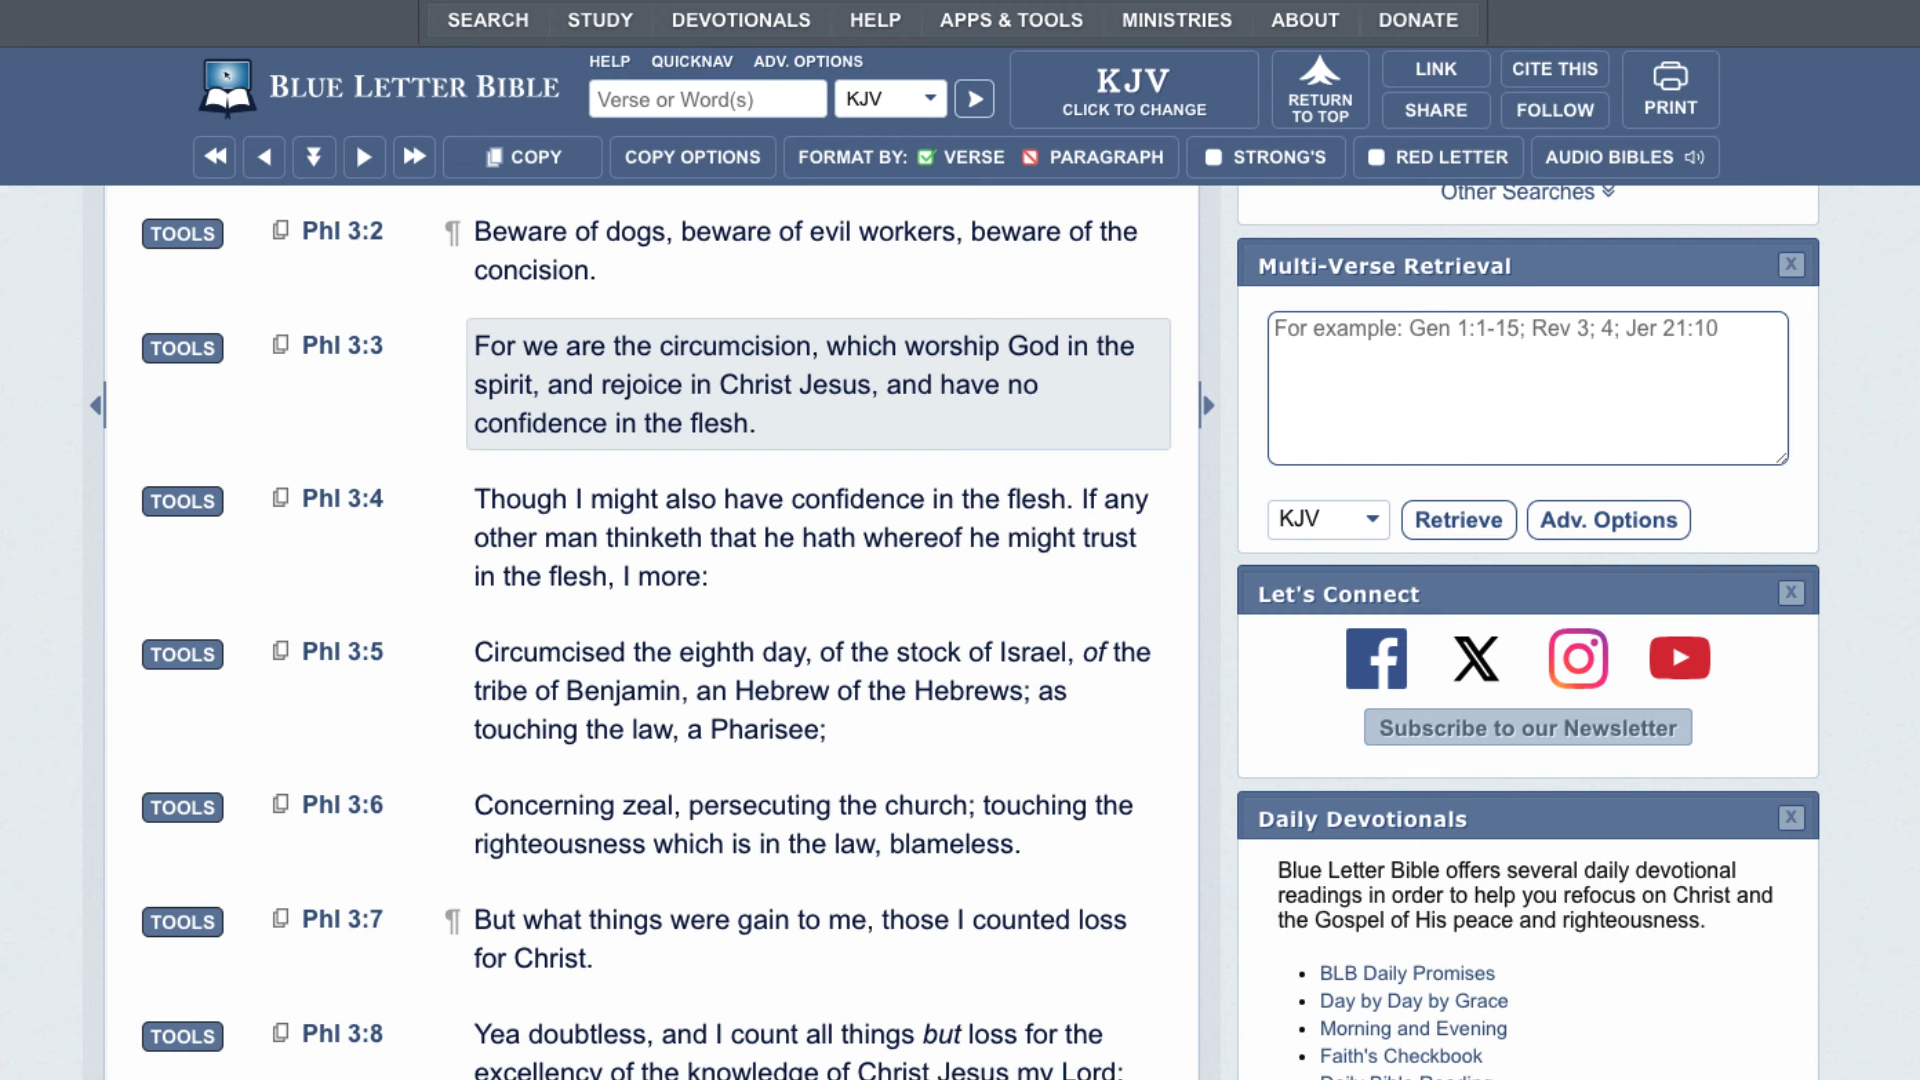 SEARCH STUDY DEVOTIONALS HELP APPS & TOOLS MINISTRIES ABOUT DONATE
BLUE LETTER BIBLE
HELP QUICKNAV ADV. OPTIONS
Verse or Word(s) KJV
KJV
CLICK TO CHANGE
RETURN
TO TOP
LINK CITE THIS
SHARE FOLLOW
PRINT
COPY COPY OPTIONS FORMAT BY: VERSE PARAGRAPH STRONG'S RED LETTER AUDIO BIBLES
TOOLS Phl 3:2 ¶ Beware of dogs, beware of evil workers, beware of the
concision.
TOOLS Phl 3:3 For we are the circumcision, which worship God in the
spirit, and rejoice in Christ Jesus, and have no
confidence in the flesh.
TOOLS Phl 3:4 Though I might also have confidence in the flesh. If any
other man thinketh that he hath whereof he might trust
in the flesh, I more:
TOOLS Phl 3:5 Circumcised the eighth day, of the stock of Israel, of the
tribe of Benjamin, an Hebrew of the Hebrews; as
touching the law, a Pharisee;
TOOLS Phl 3:6 Concerning zeal, persecuting the church; touching the
righteousness which is in the law, blameless.
TOOLS Phl 3:7 ¶ But what things were gain to me, those I counted loss
for Christ.
TOOLS Phl 3:8 Yea doubtless, and I count all things but loss for the
excellency of the knowledge of Christ Jesus my Lord:
Other Searches
Multi-Verse Retrieval X
For example: Gen 1:1-15; Rev 3; 4; Jer 21:10
KJV Retrieve Adv. Options
Let's Connect X
Subscribe to our Newsletter
Daily Devotionals X
Blue Letter Bible offers several daily devotional
readings in order to help you refocus on Christ and
the Gospel of His peace and righteousness.
• BLB Daily Promises
• Day by Day by Grace
• Morning and Evening
• Faith's Checkbook
Daily Bible Reading